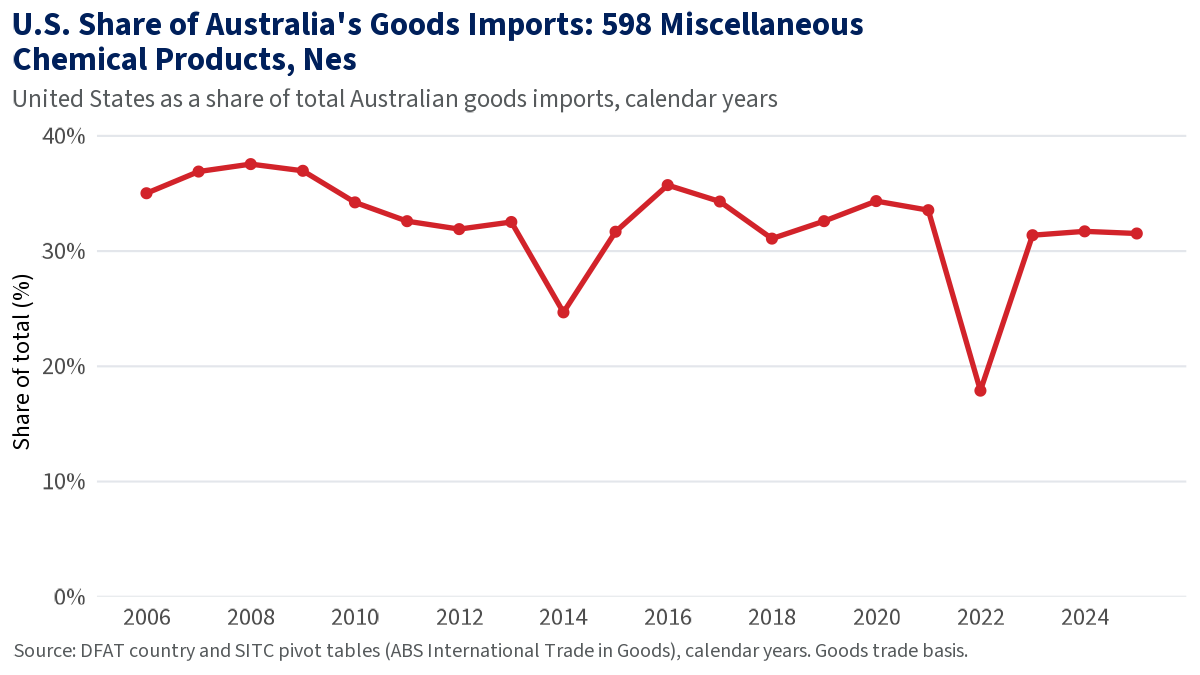 U.S. Share of Australia's Goods Imports: 598 Miscellaneous
Chemical Products, Nes
United States as a share of total Australian goods imports, calendar years
Share of total (%)
40%
30%
20%
10%
0%
2006 2008 2010 2012 2014 2016 2018 2020 2022 2024
Source: DFAT country and SITC pivot tables (ABS International Trade in Goods), calendar years. Goods trade basis.